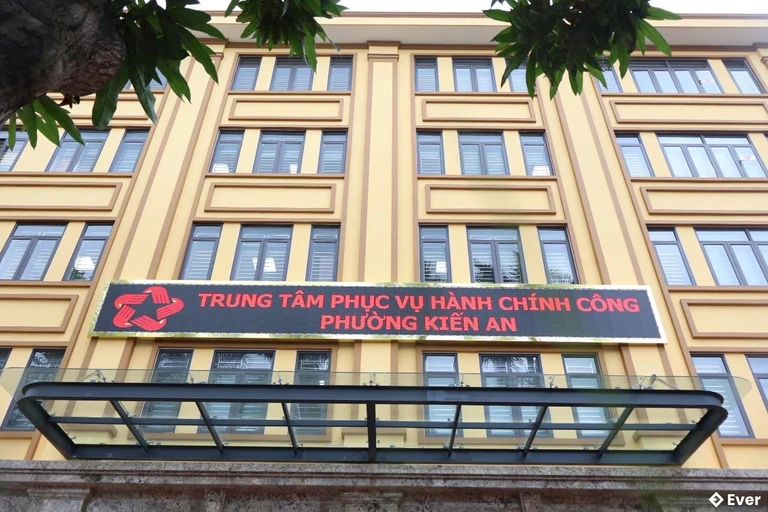 TRUNG TÂM PHỤC VỤ HÀNH CHÍNH CÔNG
PHƯỜNG KIẾN AN
Ever